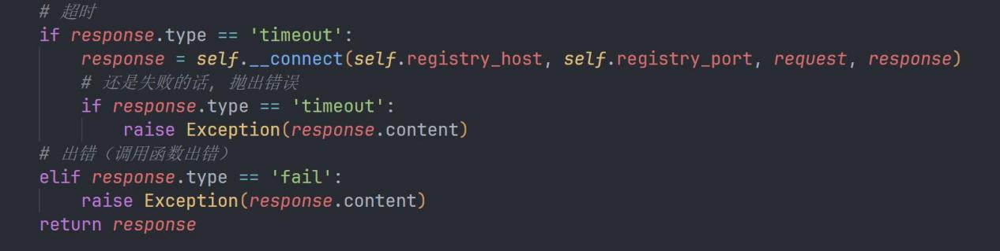 # 超时
if response.type == 'timeout':
response = self.__connect(self.registry_host, self.registry_port, request, response)
# 还是失败的话, 抛出错误
if response.type == 'timeout':
raise Exception(response.content)
# 出错（调用函数出错）
elif response.type == 'fail':
raise Exception(response.content)
return response